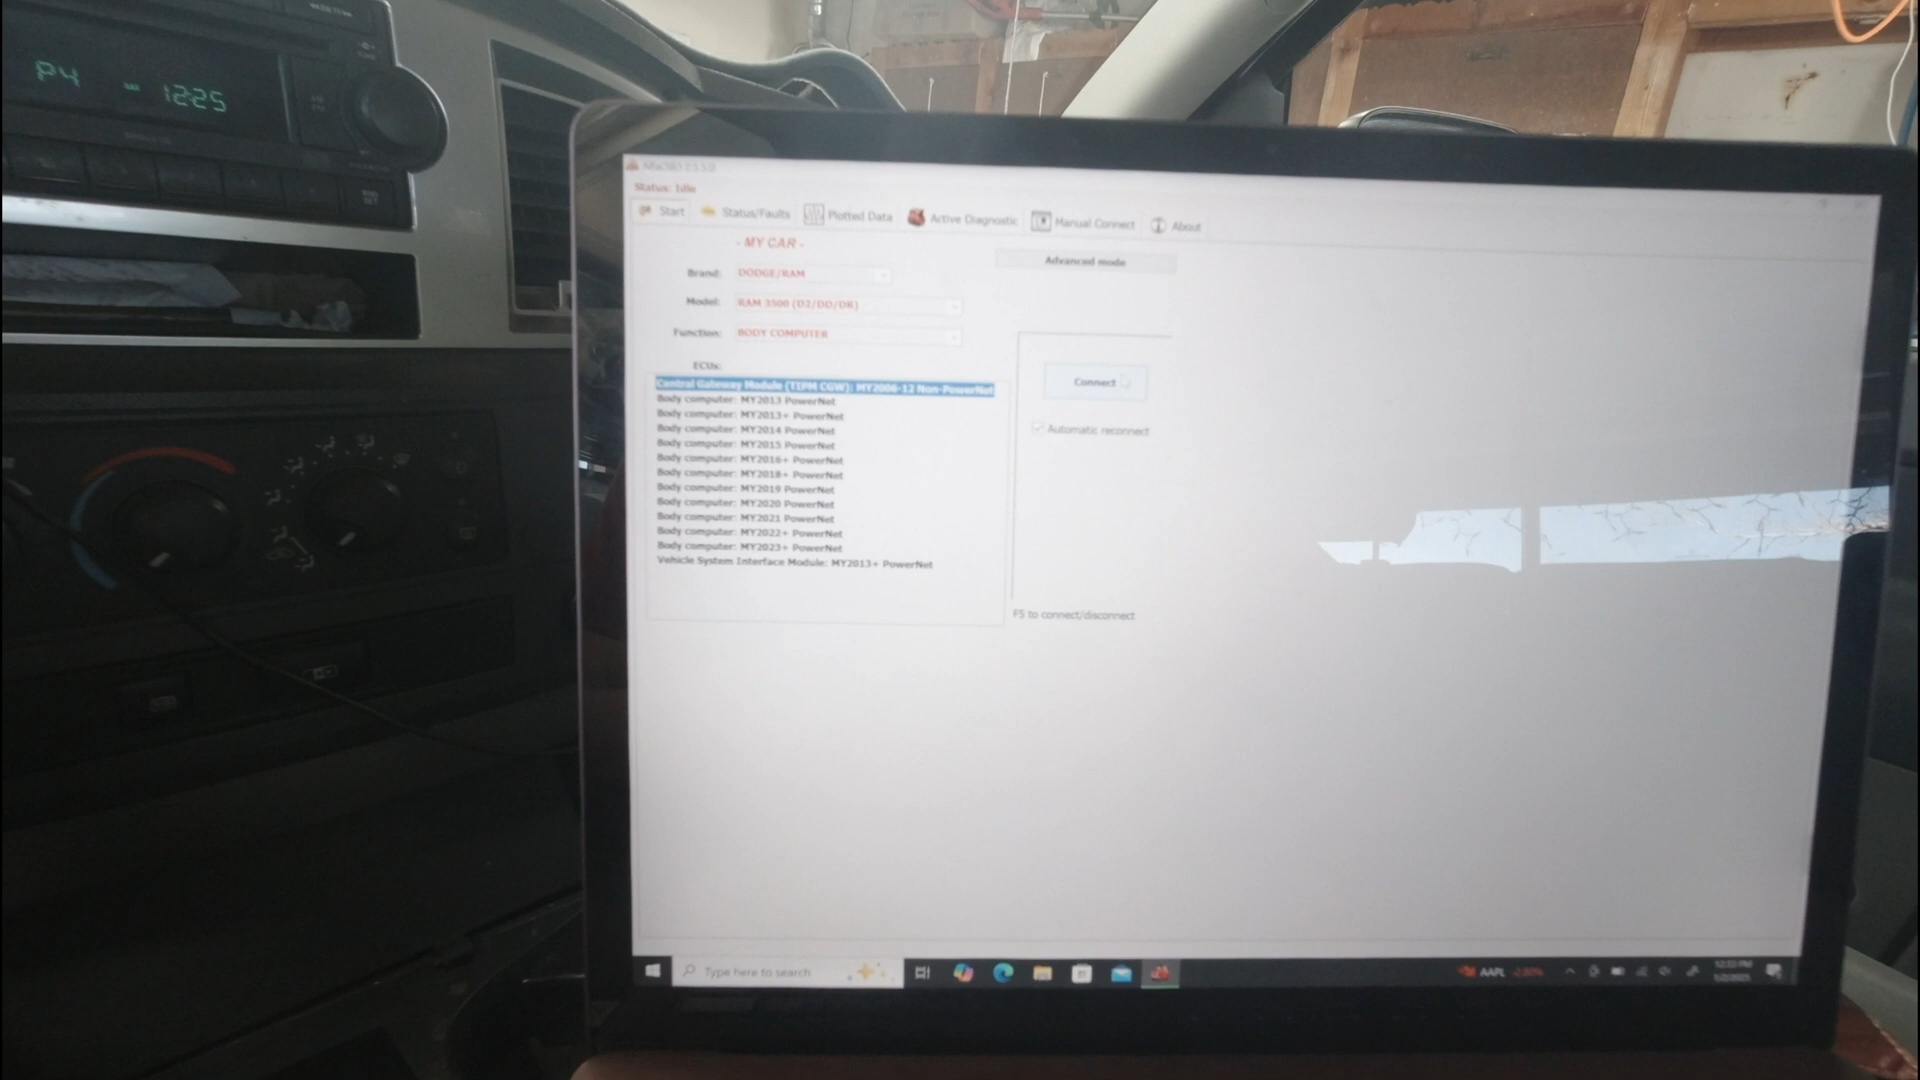 P4 12:25
Status: Idle
Start Status/Faults Plotted Data Active Diagnostic Manual Connect About
- MY CAR -
Advanced mode
Brand: DODGE/RAM
Model: RAM 3500 (D2/DD/DR)
Function: BODY COMPUTER
ECUs:
Central Gateway Module (TIPM CGW): MY2006-12 Non-PowerNet
Body computer: MY2013 PowerNet
Body computer: MY2013+ PowerNet
Body computer: MY2014 PowerNet
Body computer: MY2015 PowerNet
Body computer: MY2016+ PowerNet
Body computer: MY2018+ PowerNet
Body computer: MY2019 PowerNet
Body computer: MY2020 PowerNet
Body computer: MY2021 PowerNet
Body computer: MY2022+ PowerNet
Body computer: MY2023+ PowerNet
Vehicle System Interface Module: MY2013+ PowerNet
Connect
Automatic reconnect
F5 to connect/disconnect
Type here to search
AAPL